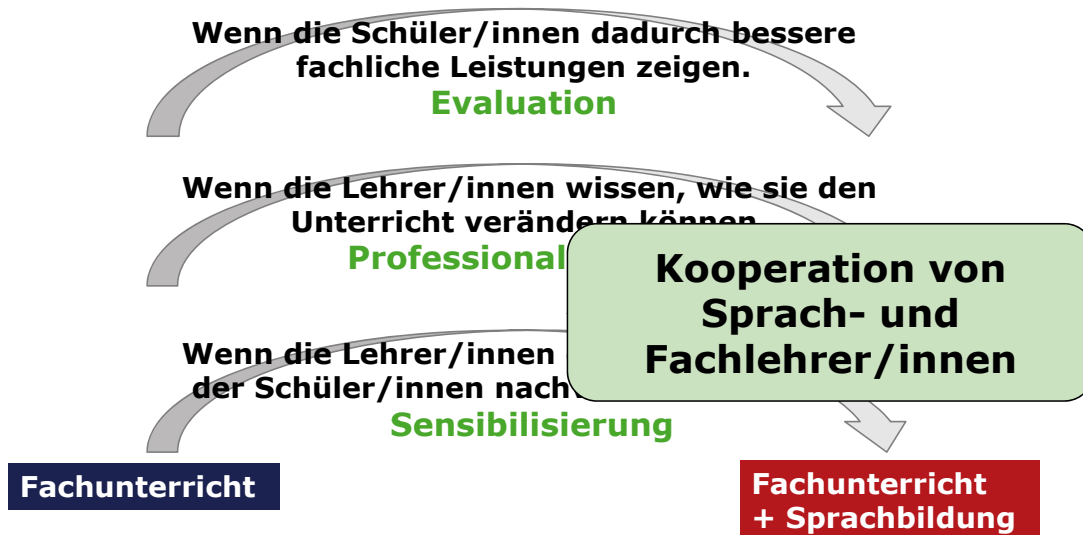 Wenn die Schüler/innen dadurch bessere
fachliche Leistungen zeigen.
Evaluation
Wenn die Lehrer/innen wissen, wie sie den
Unterricht verändern können
Professional
Kooperation von
Sprach- und
Fachlehrer/innen
Wenn die Lehrer/innen
der Schüler/innen
Sensibilisierung
Fachunterricht
Fachunterricht
+ Sprachbildung